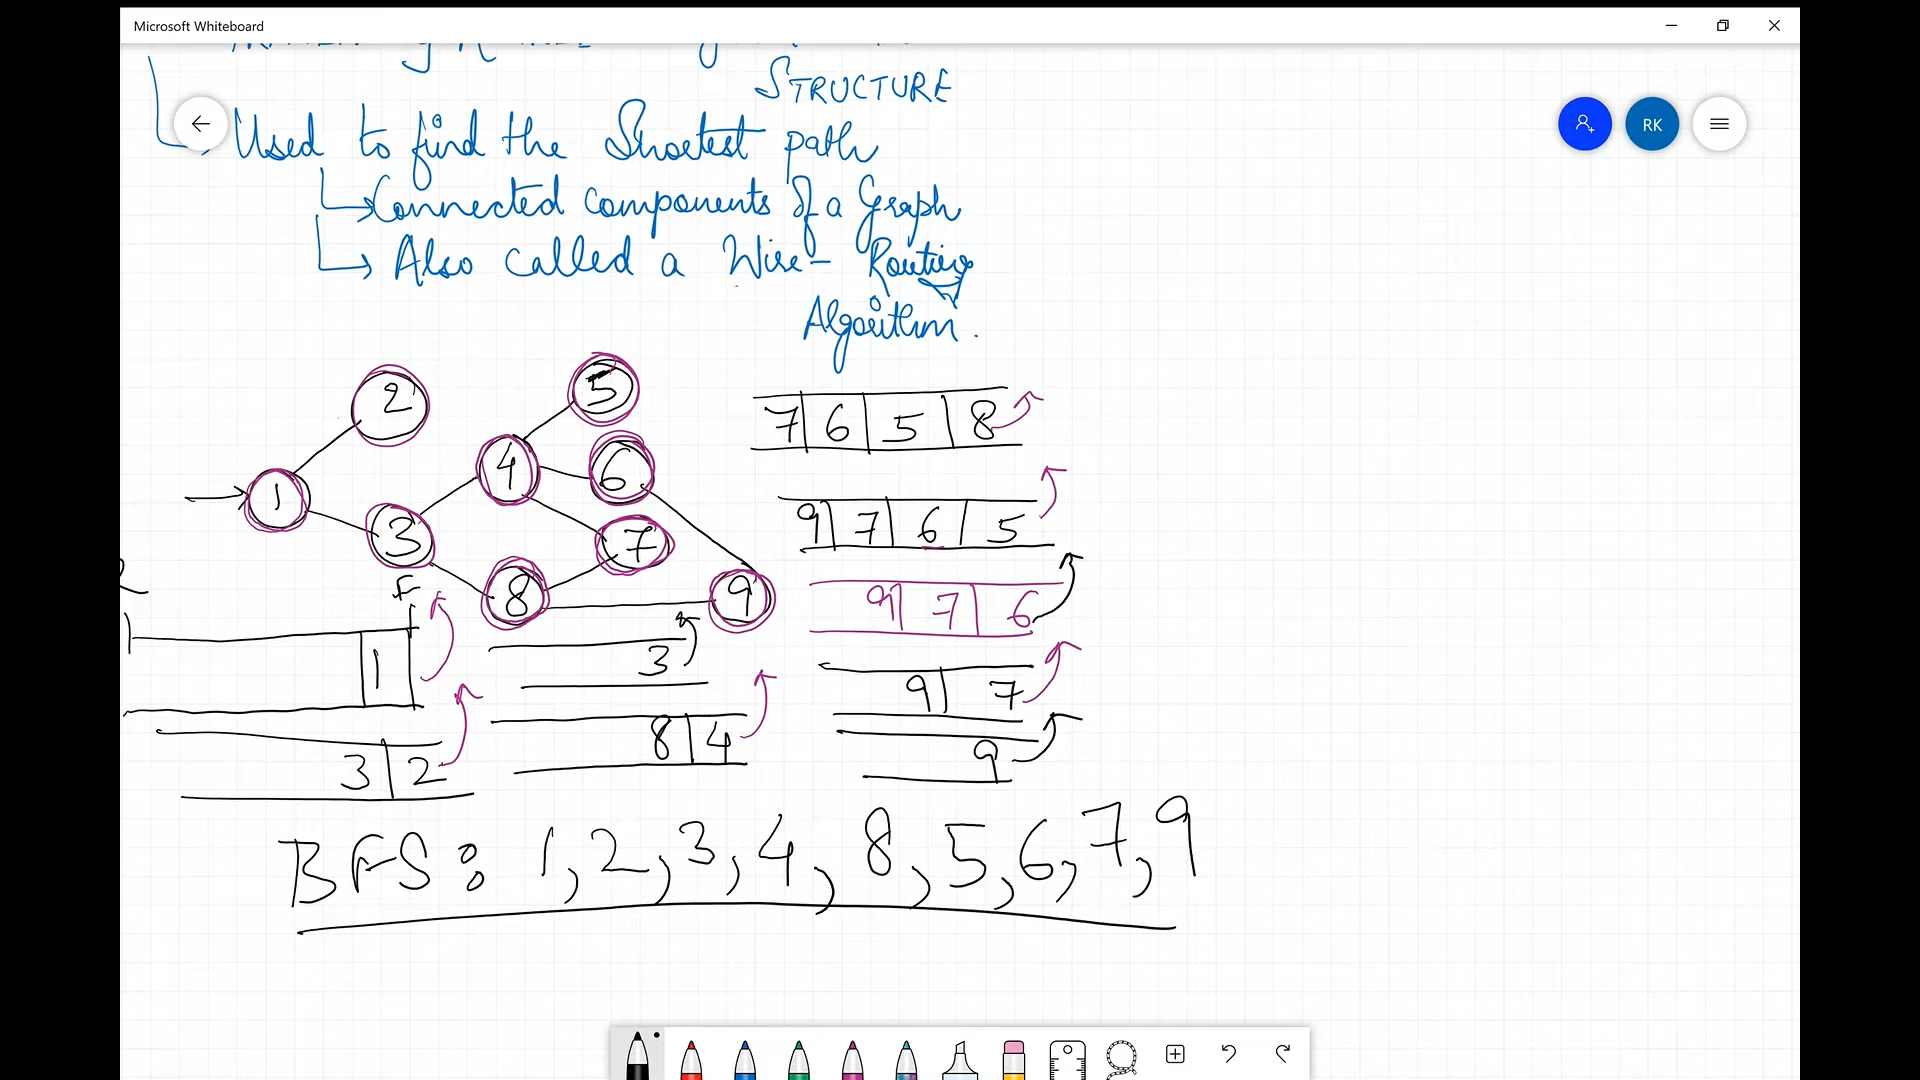 Microsoft Whiteboard
STRUCTURE
Used to find the Shortest path
Connected components of a Graph
Also called a Wire- Routing
Algorithm.
RK
2
5
1
4
6
3
7
8
9
7 6 5 8
9 7 6 5
9 7 6
9 7
9
F
1
3 2
3
8 4
BFS: 1, 2, 3, 4, 8, 5, 6, 7, 9